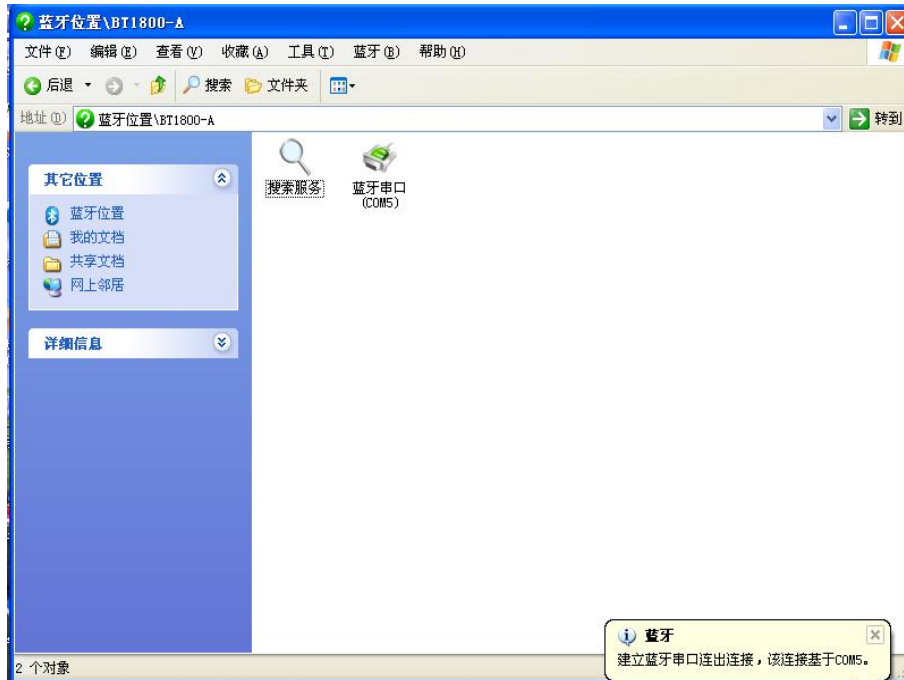 蓝牙位置\BT1800-A
文件(F) 编辑(E) 查看(V) 收藏(A) 工具(T) 蓝牙(B) 帮助(H)
后退 搜索 文件夹
地址(D) 蓝牙位置\BT1800-A 转到
其它位置
蓝牙位置
我的文档
共享文档
网上邻居
详细信息
搜索服务
蓝牙串口
(COM5)
蓝牙
建立蓝牙串口连出连接，该连接基于COM5。
2 个对象